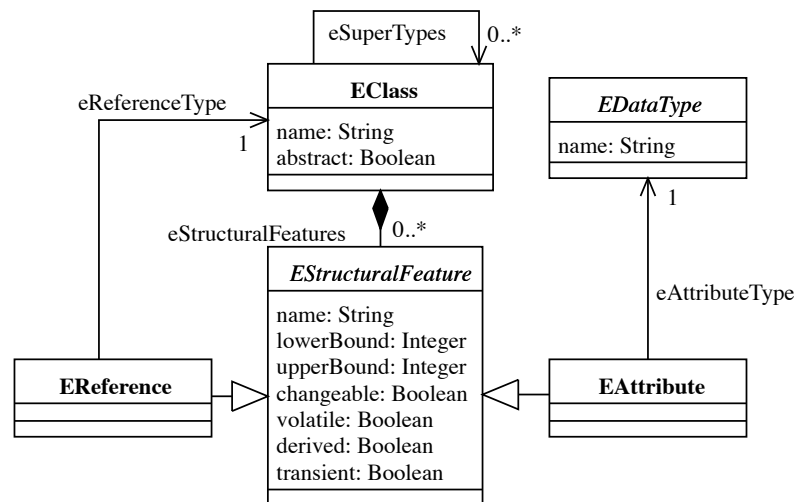 eSuperTypes
0..*
EClass
name: String
abstract: Boolean
eReferenceType
1
EDataType
name: String
1
eStructuralFeatures
0..*
EStructuralFeature
name: String
lowerBound: Integer
upperBound: Integer
changeable: Boolean
volatile: Boolean
derived: Boolean
transient: Boolean
eAttributeType
EReference
EAttribute